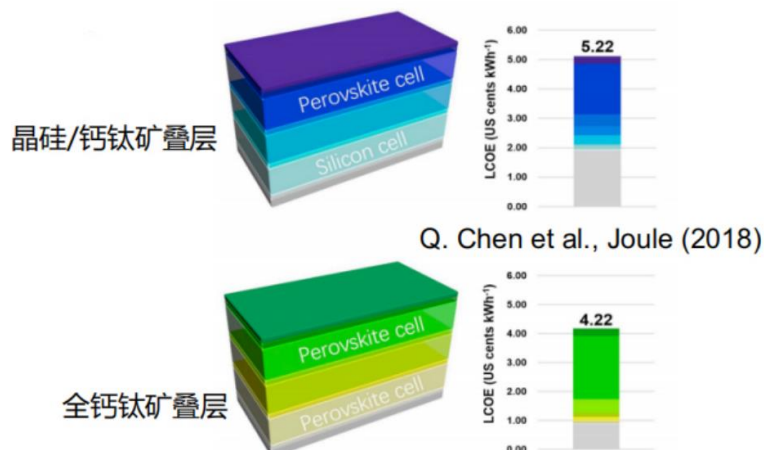 6.00
5.22
5.00
Perovskite cell
4.00
晶硅/钙钛矿叠层
3.00
Silicon cell
2.00
LCOE (US cents kWh-1)
1.00
0.00
Q. Chen et al., Joule (2018)
6.00
5.00
4.22
Perovskite cell
4.00
全钙钛矿叠层
3.00
Perovskite cell
2.00
LCOE (US cents kWh-1)
1.00
0.00